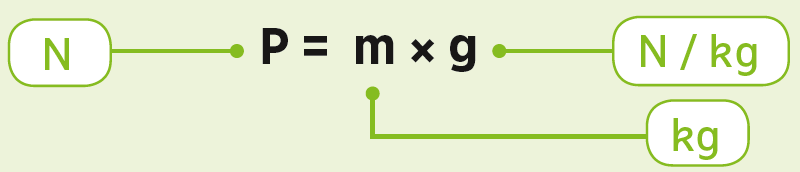 N P = m × g N / kg
kg